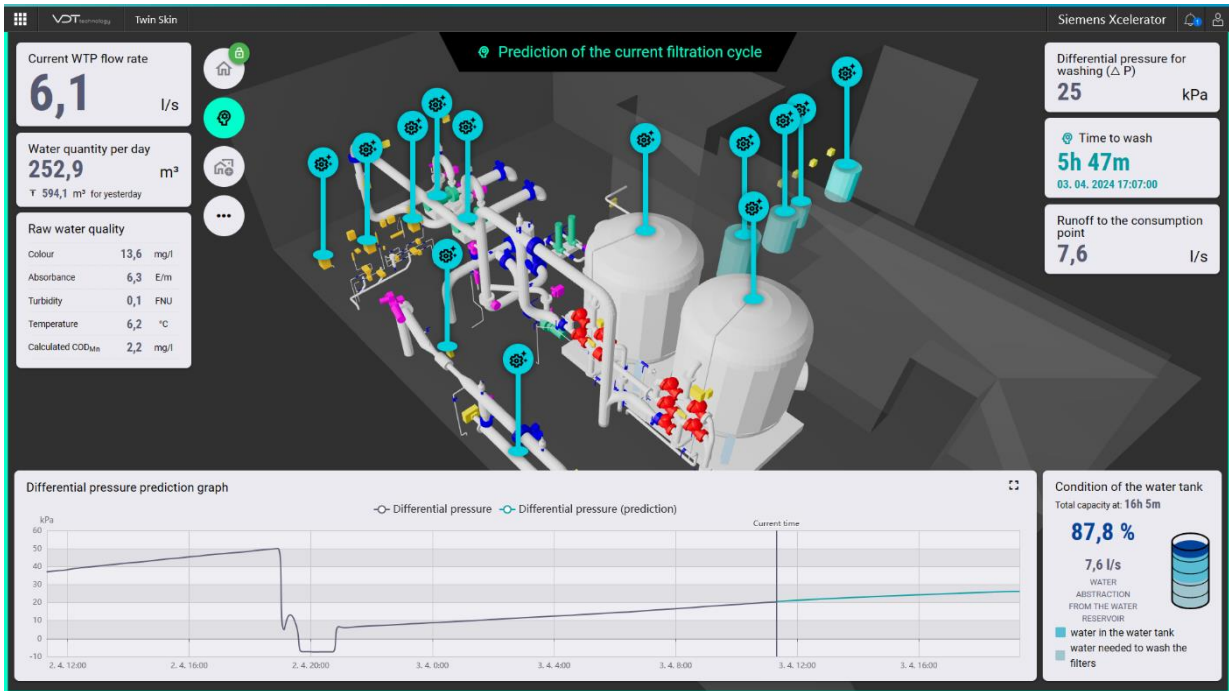 VDT technology
Twin Skin
Siemens Xcelerator
1
Prediction of the current filtration cycle
Current WTP flow rate
6,1 l/s
Water quantity per day
252,9 m³
594,1 m³ for yesterday
Raw water quality
Colour 13,6 mg/l
Absorbance 6,3 E/m
Turbidity 0,1 FNU
Temperature 6,2 °C
Calculated COD_Mn 2,2 mg/l
Differential pressure for
washing (△ P)
25 kPa
Time to wash
5h 47m
03. 04. 2024 17:07:00
Runoff to the consumption
point
7,6 l/s
Differential pressure prediction graph
Differential pressure Differential pressure (prediction)
Current time
kPa
60
50
40
30
20
10
0
-10
2. 4. 12:00 2. 4. 16:00 2. 4. 20:00 3. 4. 0:00 3. 4. 4:00 3. 4. 8:00 3. 4. 12:00 3. 4. 16:00
Condition of the water tank
Total capacity at: 16h 5m
87,8 %
7,6 l/s
WATER
ABSTRACTION
FROM THE WATER
RESERVOIR
water in the water tank
water needed to wash the
filters